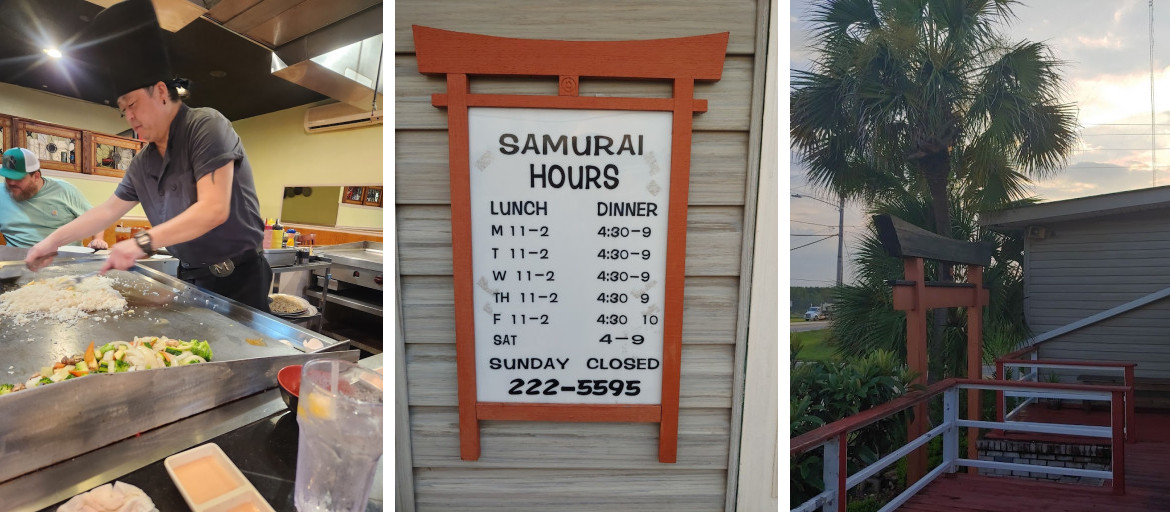 SAMURAI
HOURS
LUNCH DINNER
M 11-2 4:30-9
T 11-2 4:30-9
W 11-2 4:30-9
TH 11-2 4:30 9
F 11-2 4:30 10
SAT 4-9
SUNDAY CLOSED
222-5595